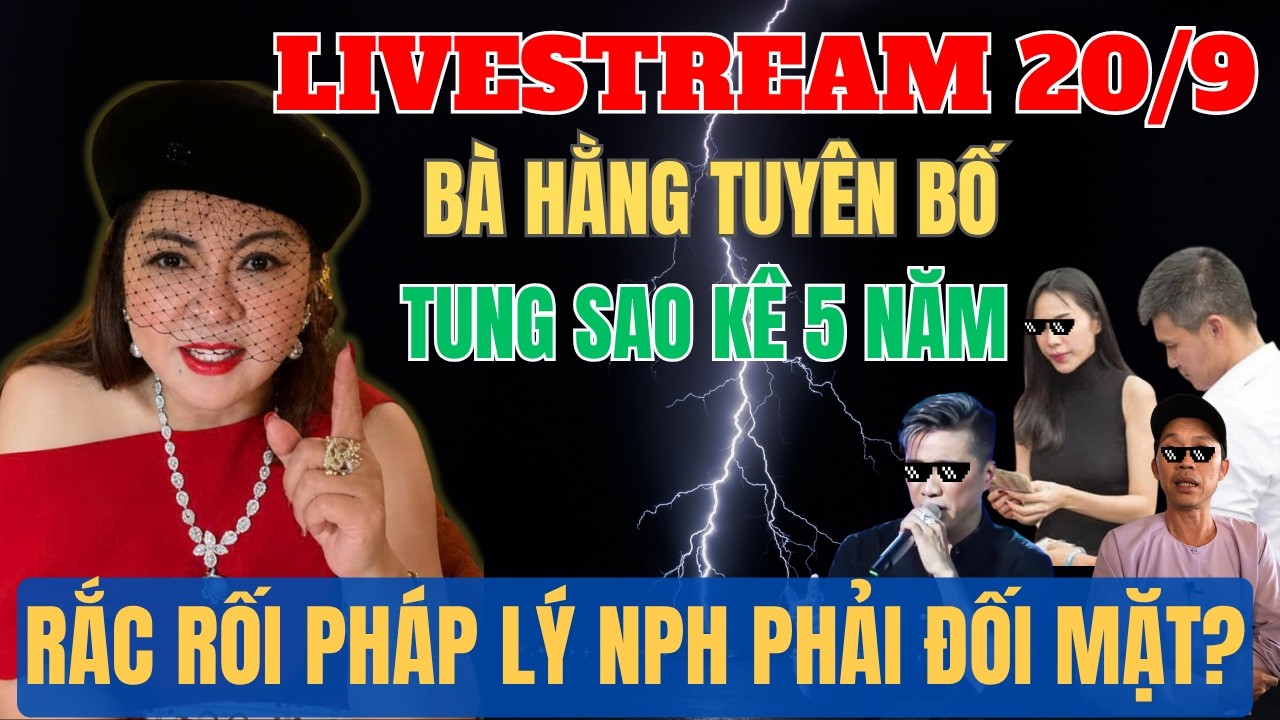 LIVESTREAM 20/9
BÀ HẰNG TUYÊN BỐ
TUNG SAO KÊ 5 NĂM
RẮC RỐI PHÁP LÝ NPH PHẢI ĐỐI MẶT?